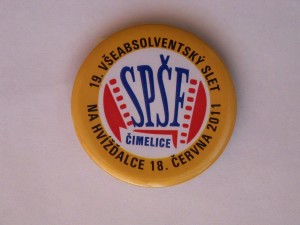 19. VŠEABSOLVENTSKÝ SLET
SPŠF
ČIMELICE
NA HVÍŽĎALCE 18. ČERVNA 2011